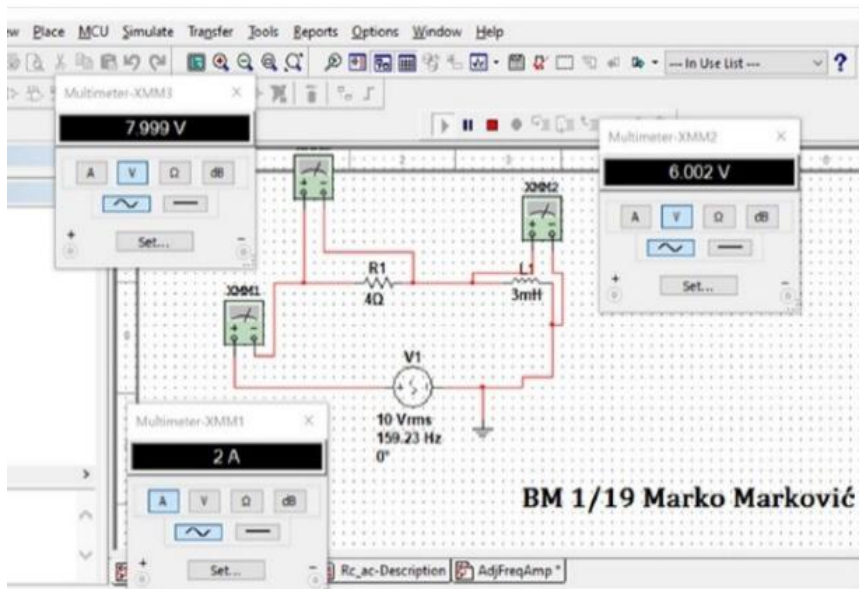 Place MCU Simulate Transfer Tools Reports Options Window Help
--- In Use List ---
?
Multimeter-XMM3
7.999 V
A V Ω dB
Set...
+ -
Multimeter-XMM2
6.002 V
A V Ω dB
Set...
+ -
XMM2
R1
4Ω
L1
3mH
XMM1
V1
10 Vrms
159.23 Hz
0°
Multimeter-XMM1
2 A
A V Ω dB
Set...
+ -
BM 1/19 Marko Marković
Rc_ac-Description AdjFreqAmp *